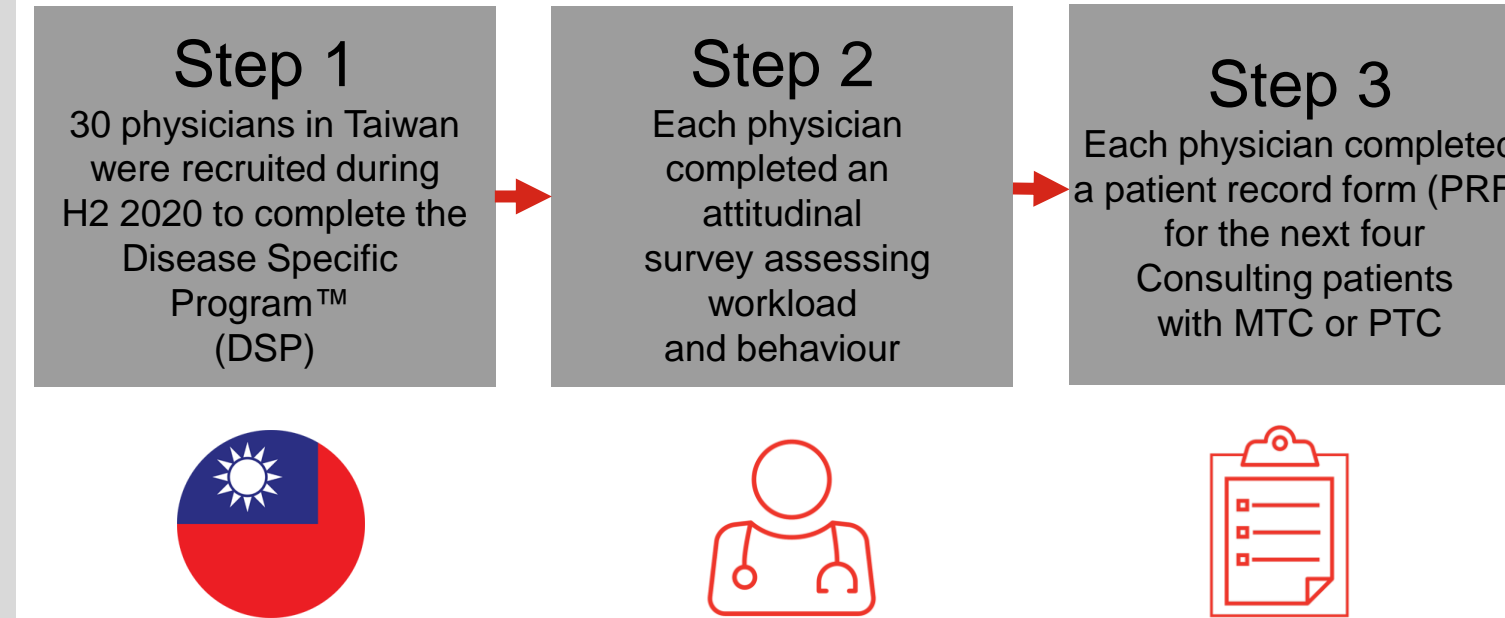 Step 1
30 physicians in Taiwan
were recruited during
H2 2020 to complete the
Disease Specific
Program™
(DSP)
Step 2
Each physician
completed an
attitudinal
survey assessing
workload
and behaviour
Step 3
Each physician completed
a patient record form (PRF
for the next four
Consulting patients
with MTC or PTC